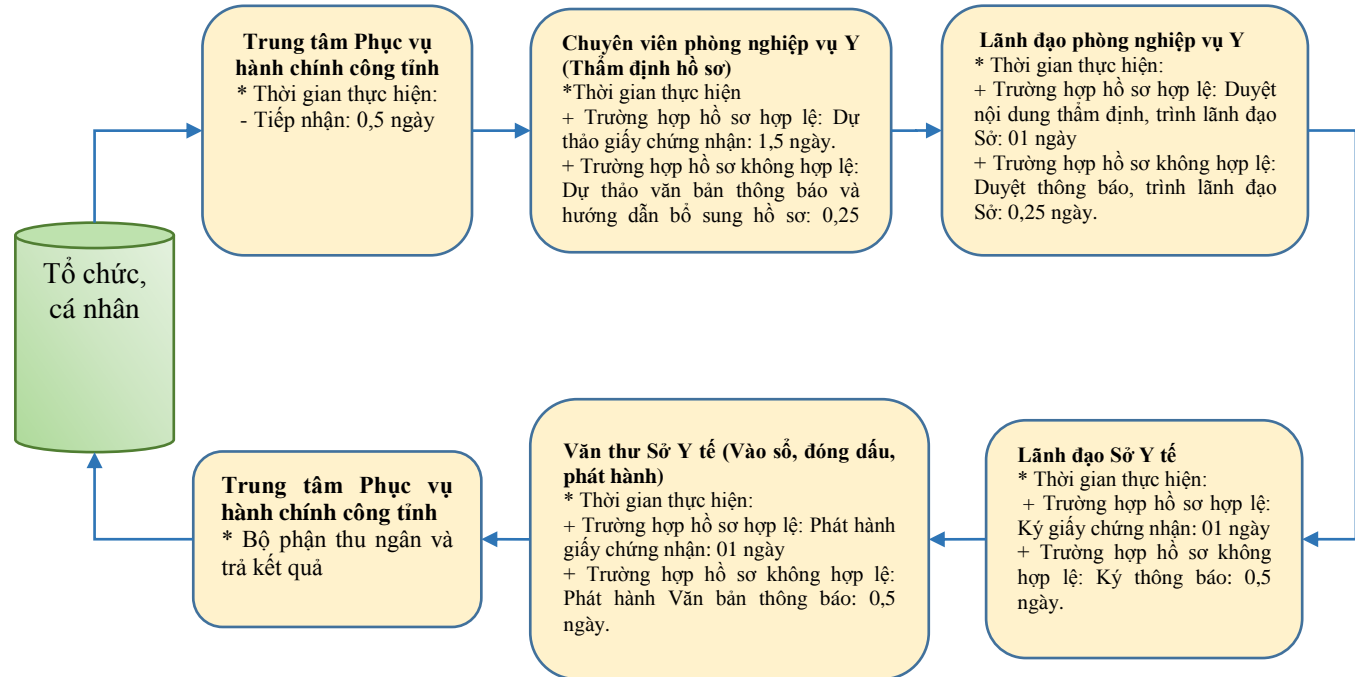 Tổ chức,
cá nhân
Trung tâm Phục vụ
hành chính công tỉnh
* Thời gian thực hiện:
- Tiếp nhận: 0,5 ngày
Chuyên viên phòng nghiệp vụ Y
(Thẩm định hồ sơ)
*Thời gian thực hiện
+ Trường hợp hồ sơ hợp lệ: Dự
thảo giấy chứng nhận: 1,5 ngày.
+ Trường hợp hồ sơ không hợp lệ:
Dự thảo văn bản thông báo và
hướng dẫn bổ sung hồ sơ: 0,25
Lãnh đạo phòng nghiệp vụ Y
* Thời gian thực hiện:
+ Trường hợp hồ sơ hợp lệ: Duyệt
nội dung thẩm định, trình lãnh đạo
Sở: 01 ngày
+ Trường hợp hồ sơ không hợp lệ:
Duyệt thông báo, trình lãnh đạo
Sở: 0,25 ngày.
Lãnh đạo Sở Y tế
* Thời gian thực hiện:
+ Trường hợp hồ sơ hợp lệ:
Ký giấy chứng nhận: 01 ngày
+ Trường hợp hồ sơ không
hợp lệ: Ký thông báo: 0,5
ngày.
Văn thư Sở Y tế (Vào sổ, đóng dấu,
phát hành)
* Thời gian thực hiện:
+ Trường hợp hồ sơ hợp lệ: Phát hành
giấy chứng nhận: 01 ngày
+ Trường hợp hồ sơ không hợp lệ:
Phát hành Văn bản thông báo: 0,5
ngày.
Trung tâm Phục vụ
hành chính công tỉnh
* Bộ phận thu ngân và
trả kết quả